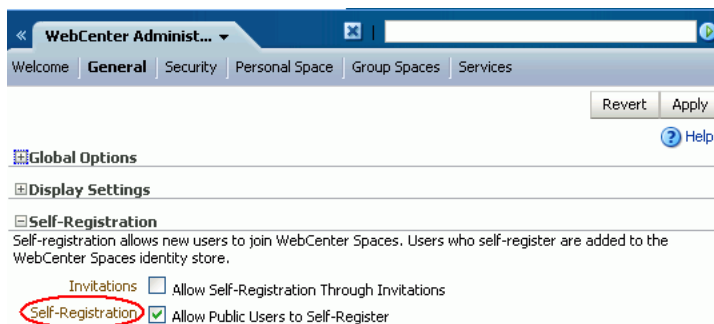 « WebCenter Administ...
Welcome General Security Personal Space Group Spaces Services
Revert Apply
Help
Global Options
Display Settings
Self-Registration
Self-registration allows new users to join WebCenter Spaces. Users who self-register are added to the
WebCenter Spaces identity store.
Invitations Allow Self-Registration Through Invitations
Self-Registration Allow Public Users to Self-Register